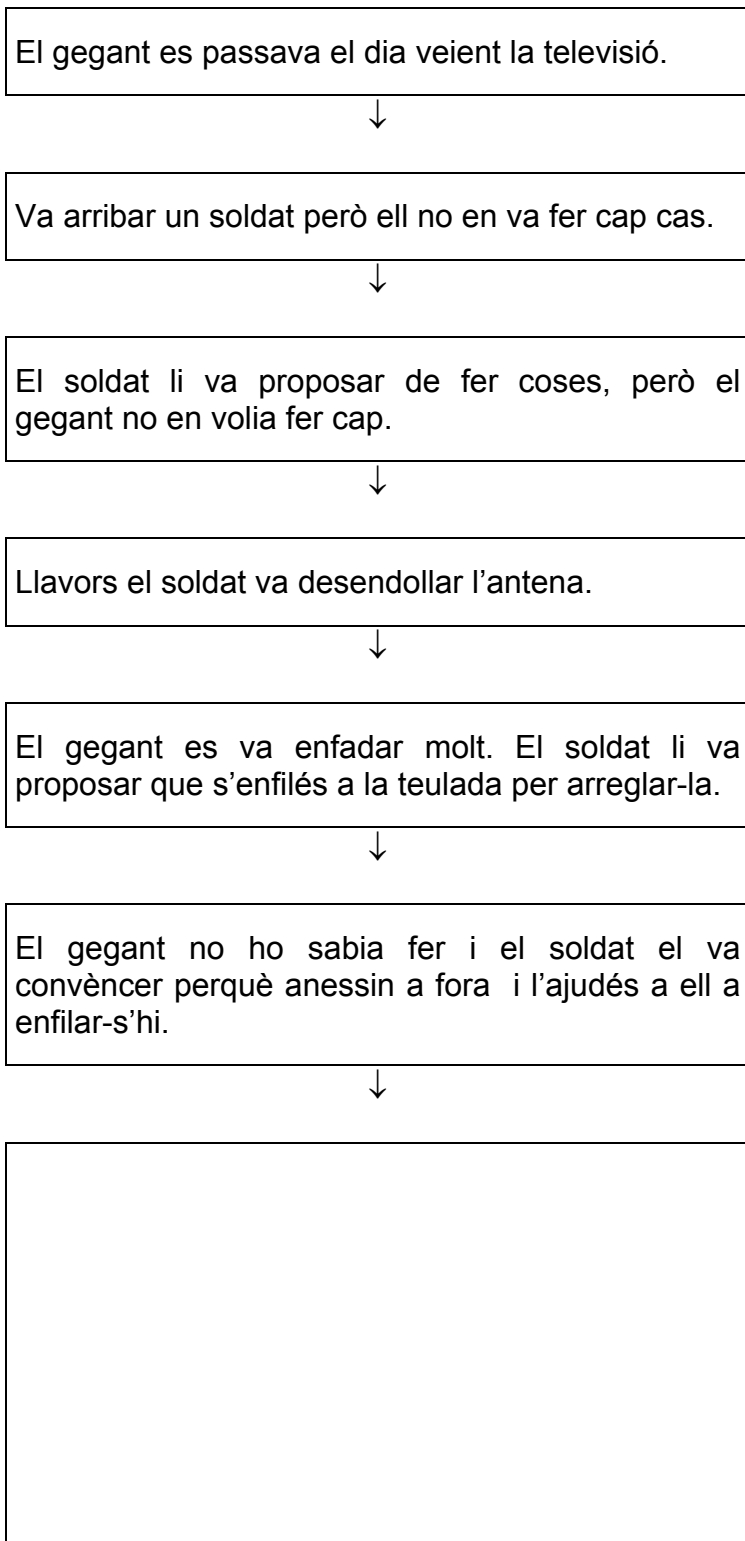 El gegant es passava el dia veient la televisió.
↓
Va arribar un soldat però ell no en va fer cap cas.
↓
El soldat li va proposar de fer coses, però el
gegant no en volia fer cap.
↓
Llavors el soldat va desendollar l’antena.
↓
El gegant es va enfadar molt. El soldat li va
proposar que s’enfilés a la teulada per arreglar-la.
↓
El gegant no ho sabia fer i el soldat el va
convèncer perquè anessin a fora i l’ajudés a ell a
enfilar-s’hi.
↓